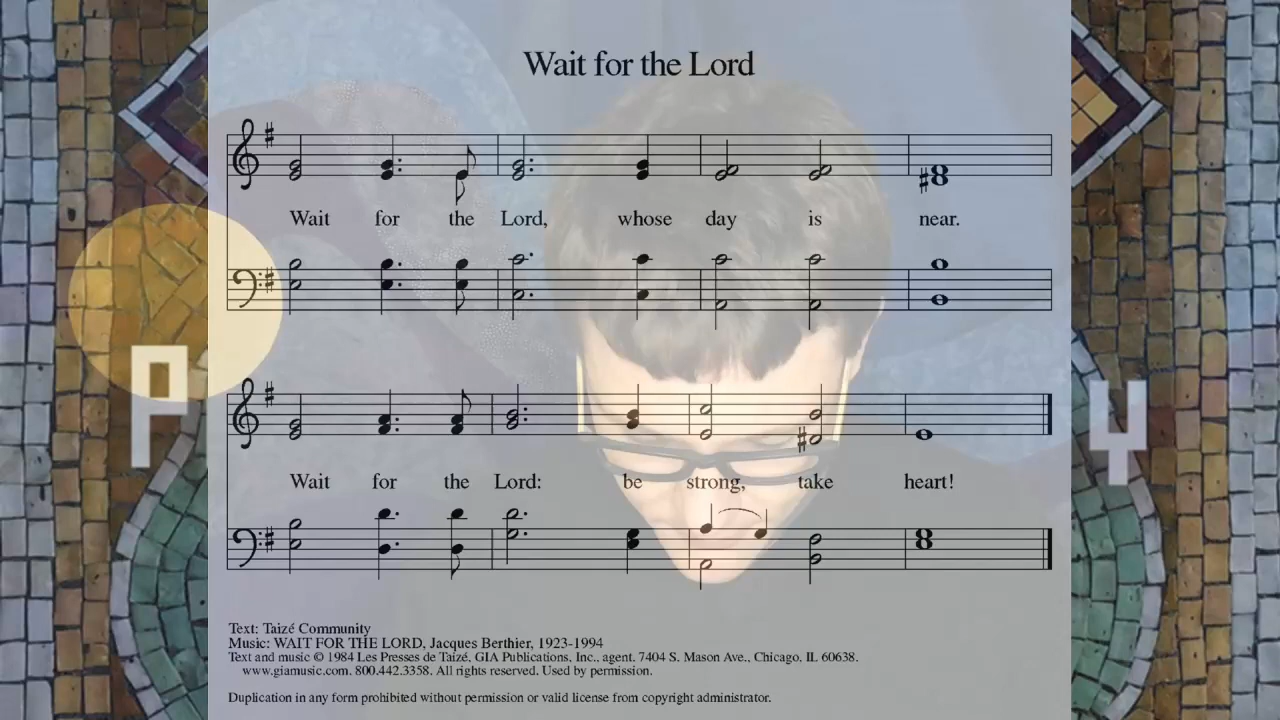 Wait for the Lord
Wait for the Lord, whose day is near.
P Y
Wait for the Lord: be strong, take heart!
Text: Taizé Community
Music: WAIT FOR THE LORD, Jacques Berthier, 1923-1994
Text and music © 1984 Les Presses de Taizé, GIA Publications, Inc., agent. 7404 S. Mason Ave., Chicago, IL 60638.
www.giamusic.com. 800.442.3358. All rights reserved. Used by permission.
Duplication in any form prohibited without permission or valid license from copyright administrator.